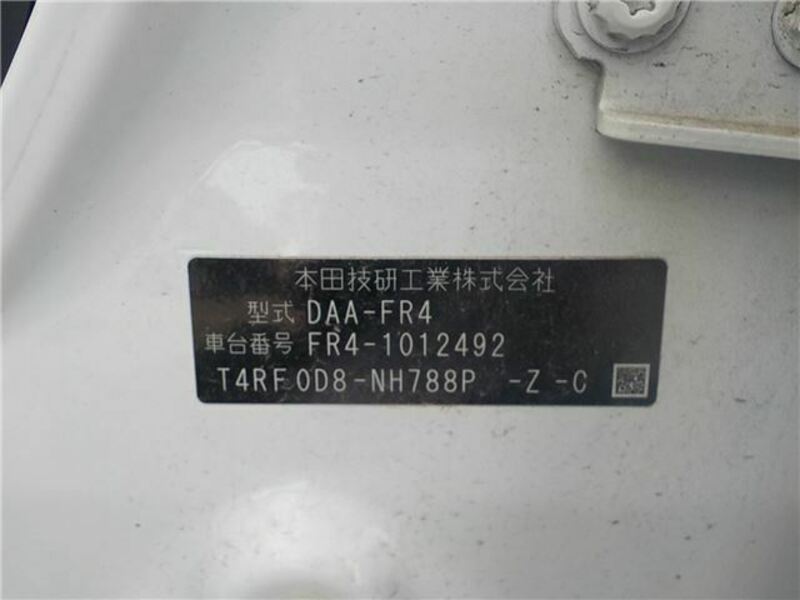 本田技研工業株式会社
型式 DAA-FR4
車台番号 FR4-1012492
T4RF0D8-NH788P -Z -C